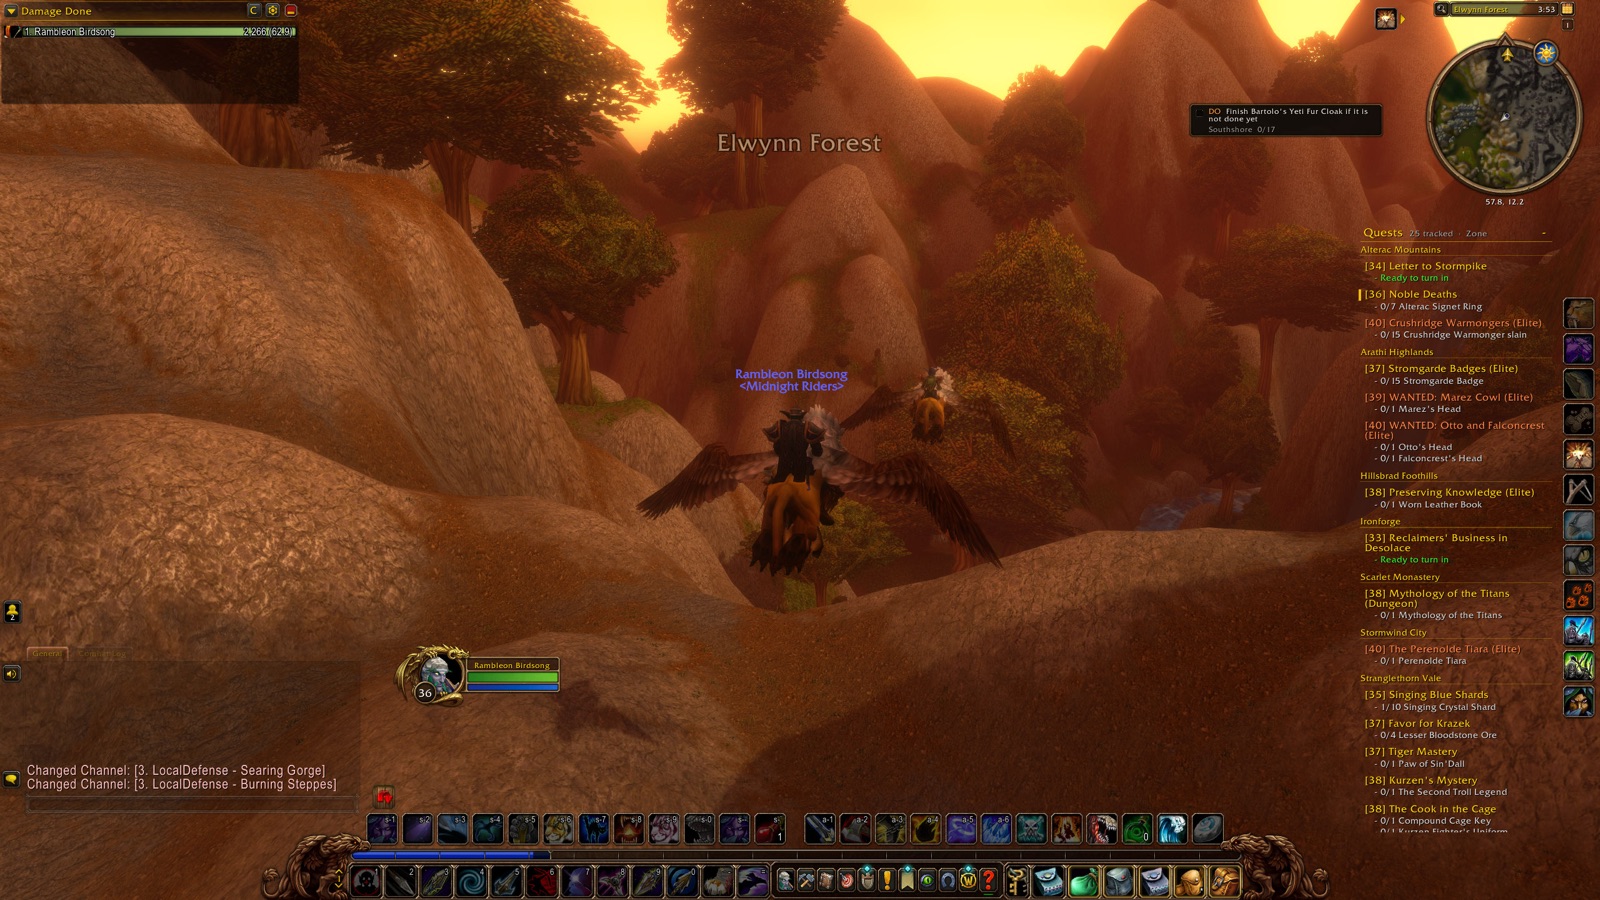 Damage Done
C
1. Rambleon Birdsong
Elwynn Forest
3:53
DO Finish Bartolo's Yeti Fur Cloak if it is
not done yet
Southshore 0/17
57.8, 12.2
Elwynn Forest
Rambleon Birdsong
<Midnight Riders>
Quests 25 tracked · Zone -
Alterac Mountains
[34] Letter to Stormpike
- Ready to turn in
[36] Noble Deaths
- 0/7 Alterac Signet Ring
[40] Crushridge Warmongers (Elite)
- 0/15 Crushridge Warmonger slain
Arathi Highlands
[37] Stromgarde Badges (Elite)
- 0/15 Stromgarde Badge
[39] WANTED: Marez Cowl (Elite)
- 0/1 Marez's Head
[40] WANTED: Otto and Falconcrest
(Elite)
- 0/1 Otto's Head
- 0/1 Falconcrest's Head
Hillsbrad Foothills
[38] Preserving Knowledge (Elite)
- 0/1 Worn Leather Book
Ironforge
[33] Reclaimers' Business in
Desolace
- Ready to turn in
Scarlet Monastery
[38] Mythology of the Titans
(Dungeon)
- 0/1 Mythology of the Titans
Stormwind City
[40] The Perenolde Tiara (Elite)
- 0/1 Perenolde Tiara
Stranglethorn Vale
[35] Singing Blue Shards
- 1/10 Singing Crystal Shard
[37] Favor for Krazek
- 0/4 Lesser Bloodstone Ore
[37] Tiger Mastery
- 0/1 Paw of Sin'Dall
[38] Kurzen's Mystery
- 0/1 The Second Troll Legend
[38] The Cook in the Cage
- 0/1 Compound Cage Key
- 0/1 Kurzen Fighter's Uniform
2
General
Rambleon Birdsong
36
Changed Channel: [3. LocalDefense - Searing Gorge]
Changed Channel: [3. LocalDefense - Burning Steppes]